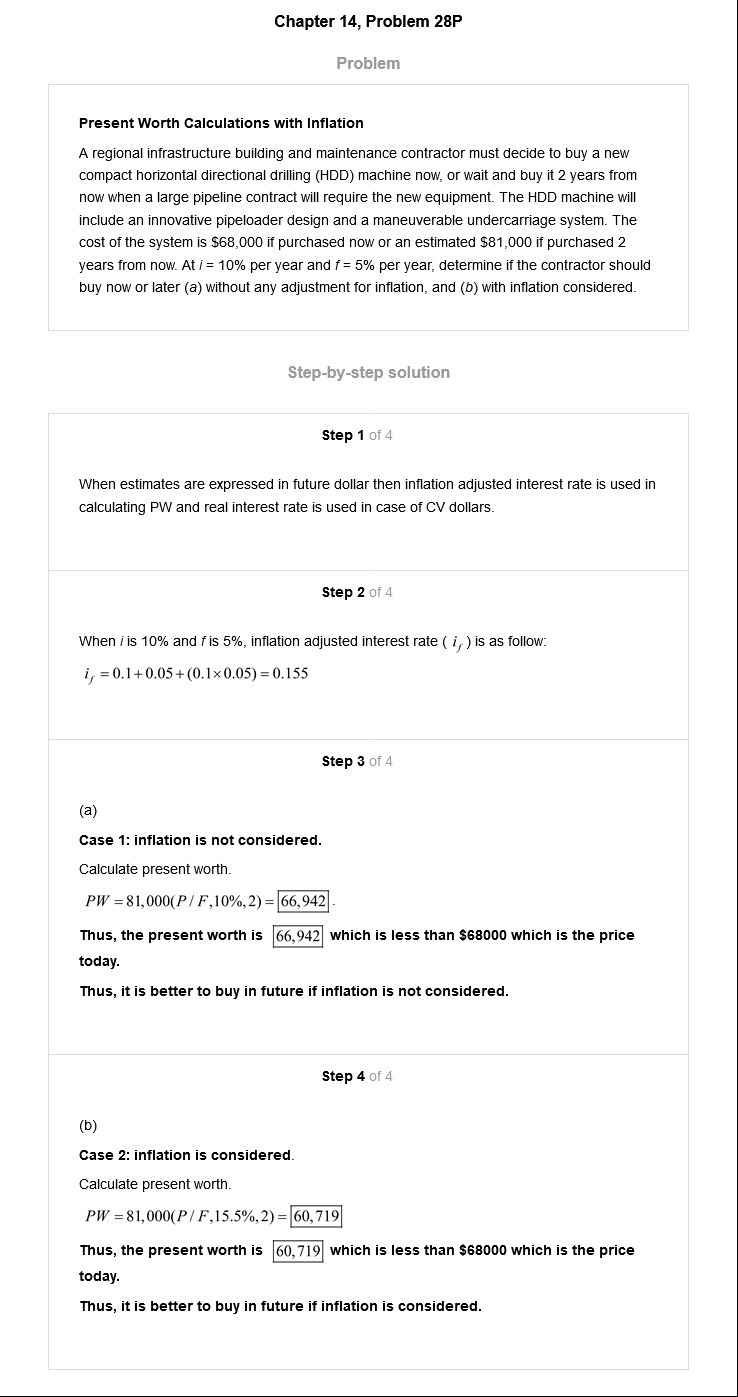 Chapter 14, Problem 28P
Problem
Present Worth Calculations with Inflation
A regional infrastructure building and maintenance contractor must decide to buy a new
compact horizontal directional drilling (HDD) machine now, or wait and buy it 2 years from
now when a large pipeline contract will require the new equipment. The HDD machine will
include an innovative pipeloader design and a maneuverable undercarriage system. The
cost of the system is $68,000 if purchased now or an estimated $81,000 if purchased 2
years from now. At i = 10% per year and f = 5% per year, determine if the contractor should
buy now or later (a) without any adjustment for inflation, and (b) with inflation considered.
Step-by-step solution
Step 1 of 4
When estimates are expressed in future dollar then inflation adjusted interest rate is used in
calculating PW and real interest rate is used in case of CV dollars.
Step 2 of 4
When i is 10% and f is 5%, inflation adjusted interest rate ( i_f ) is as follow:
i_f = 0.1+0.05+(0.1×0.05) = 0.155
Step 3 of 4
(a)
Case 1: inflation is not considered.
Calculate present worth.
PW = 81,000(P / F,10%,2) = 66,942.
Thus, the present worth is 66,942 which is less than $68000 which is the price
today.
Thus, it is better to buy in future if inflation is not considered.
Step 4 of 4
(b)
Case 2: inflation is considered.
Calculate present worth.
PW = 81,000(P / F,15.5%,2) = 60,719
Thus, the present worth is 60,719 which is less than $68000 which is the price
today.
Thus, it is better to buy in future if inflation is considered.